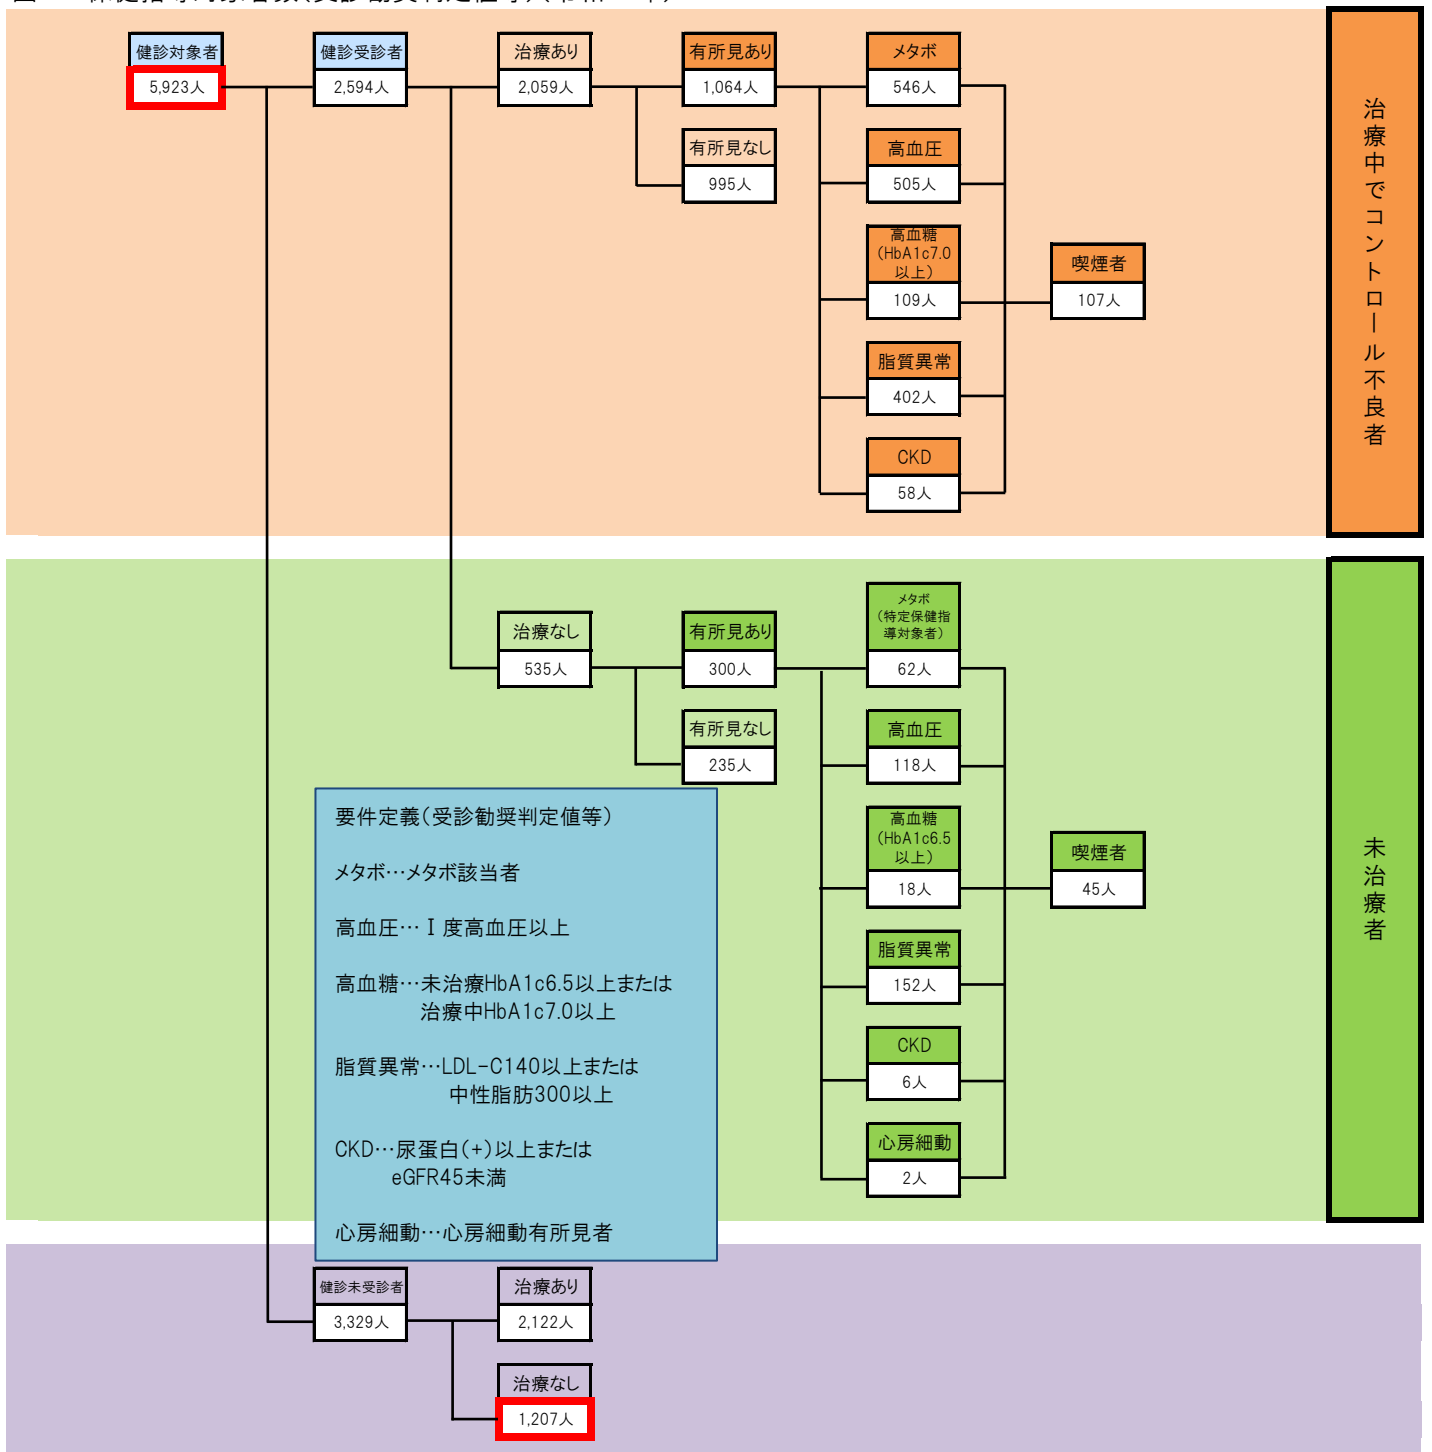 健診対象者
5,923人
健診受診者
2,594人
治療あり
2,059人
有所見あり
1,064人
有所見なし
995人
メタボ
546人
高血圧
505人
高血糖
(HbA1c7.0
以上)
109人
脂質異常
402人
CKD
58人
喫煙者
107人
治療中でコントロール不良者
治療なし
535人
有所見あり
300人
有所見なし
235人
メタボ
(特定保健指
導対象者)
62人
高血圧
118人
高血糖
(HbA1c6.5
以上)
18人
脂質異常
152人
CKD
6人
心房細動
2人
喫煙者
45人
未治療者
要件定義(受診勧奨判定値等)
メタボ…メタボ該当者
高血圧…Ⅰ度高血圧以上
高血糖…未治療HbA1c6.5以上または
治療中HbA1c7.0以上
脂質異常…LDL-C140以上または
中性脂肪300以上
CKD…尿蛋白(+)以上または
eGFR45未満
心房細動…心房細動有所見者
健診未受診者
3,329人
治療あり
2,122人
治療なし
1,207人